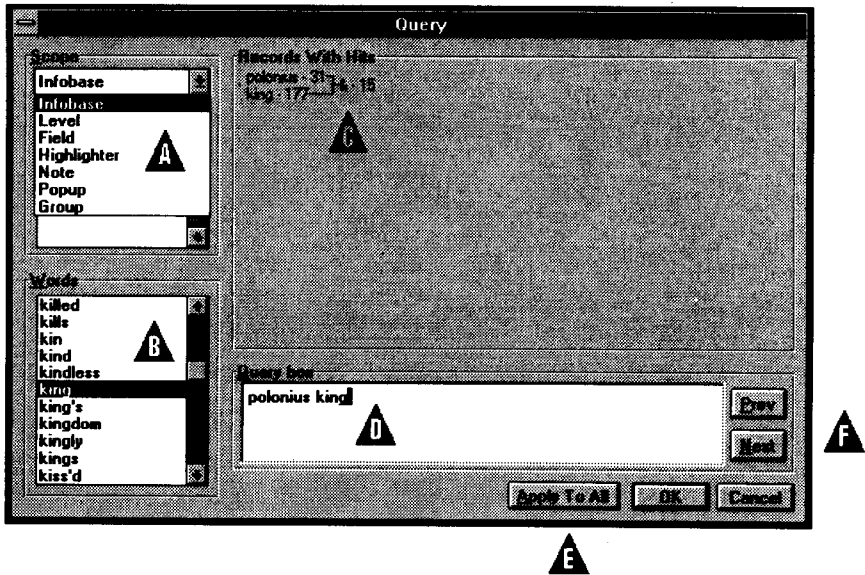 Query
Scope
Infobase
Infobase
Level
Field
Highlighter
Note
Popup
Group
A
Words
killed
kills
kin
kind
kindless
king
king's
kingdom
kingly
kings
kiss'd
B
Records With Hits
polonius - 31
king - 177
& - 15
C
Query box
polonius king
D
Prev
Next
F
Apply To All
OK
Cancel
E